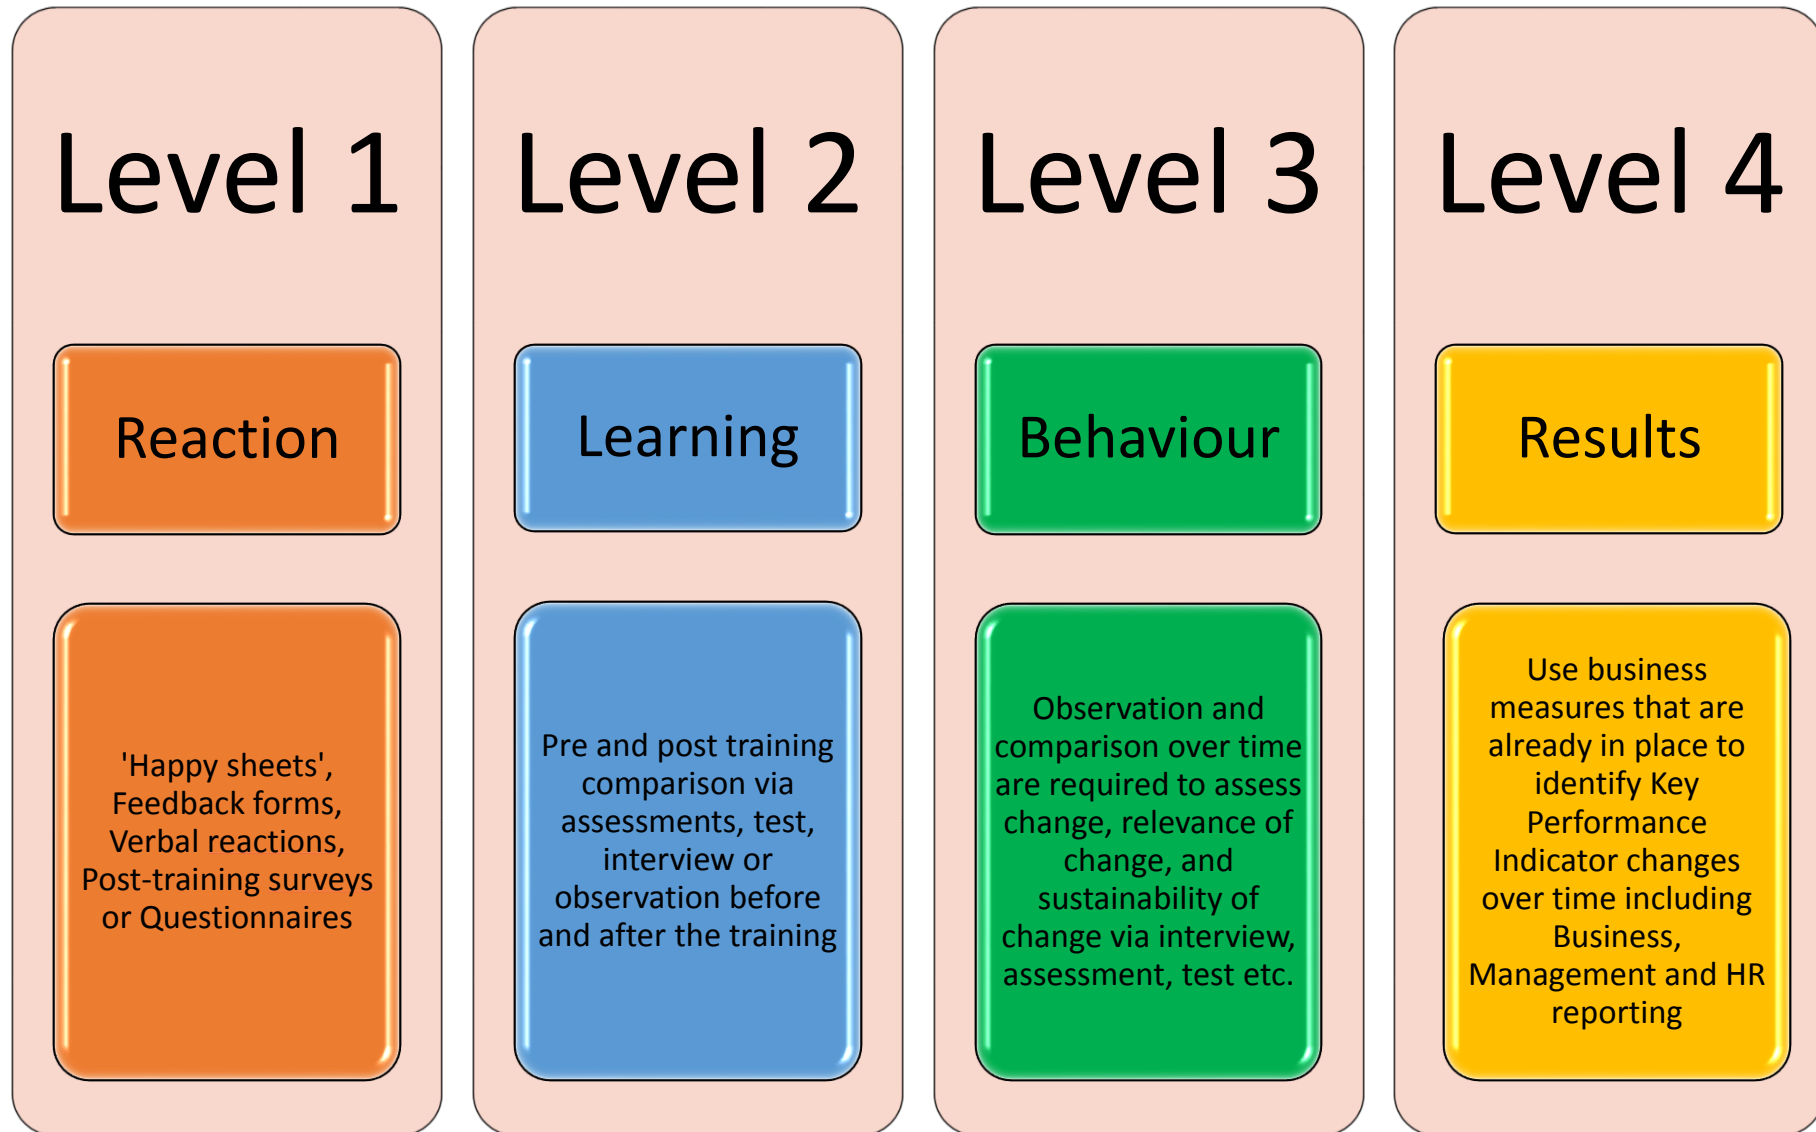 Level 1
Reaction
'Happy sheets',
Feedback forms,
Verbal reactions,
Post-training surveys
or Questionnaires
Level 2
Learning
Pre and post training
comparison via
assessments, test,
interview or
observation before
and after the training
Level 3
Behaviour
Observation and
comparison over time
are required to assess
change, relevance of
change, and
sustainability of
change via interview,
assessment, test etc.
Level 4
Results
Use business
measures that are
already in place to
identify Key
Performance
Indicator changes
over time including
Business,
Management and HR
reporting